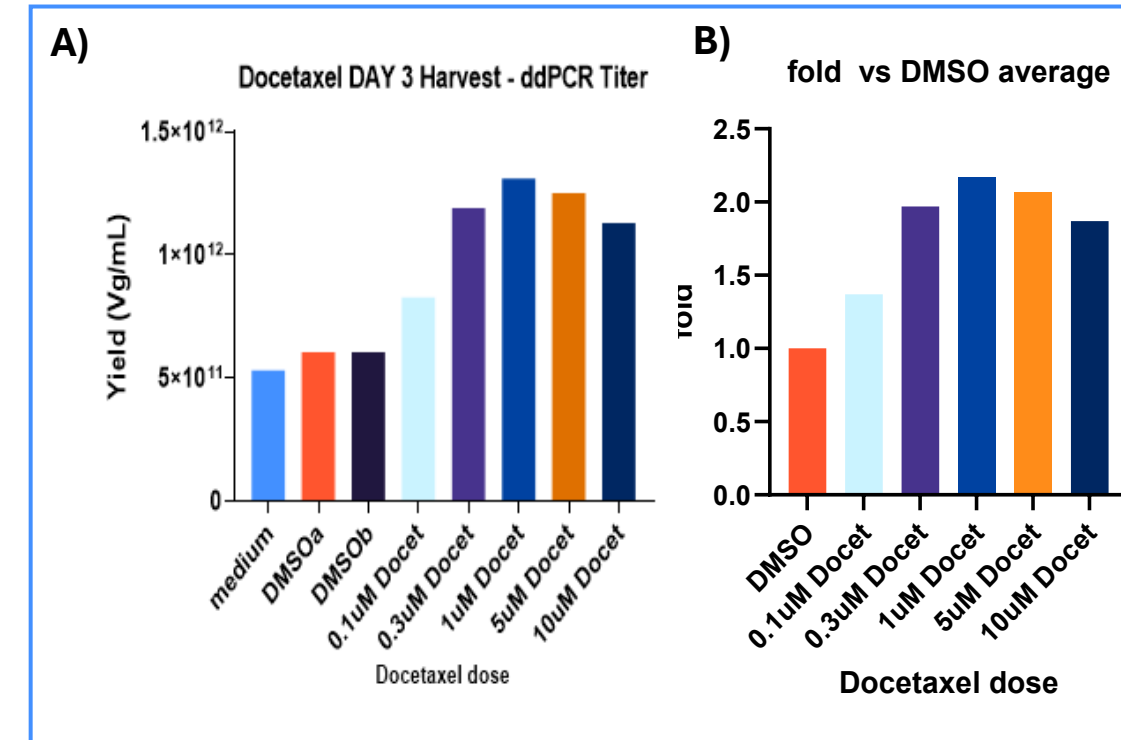 A)
Docetaxel DAY 3 Harvest - ddPCR Titer
Yield (Vg/mL)
1.5×10¹²
1×10¹²
5×10¹¹
0
medium
DMSOa
DMSOb
0.1uM Docet
0.3uM Docet
1uM Docet
5uM Docet
10uM Docet
Docetaxel dose
B)
fold vs DMSO average
fold
2.5
2.0
1.5
1.0
0.5
0.0
DMSO
0.1uM Docet
0.3uM Docet
1uM Docet
5uM Docet
10uM Docet
Docetaxel dose